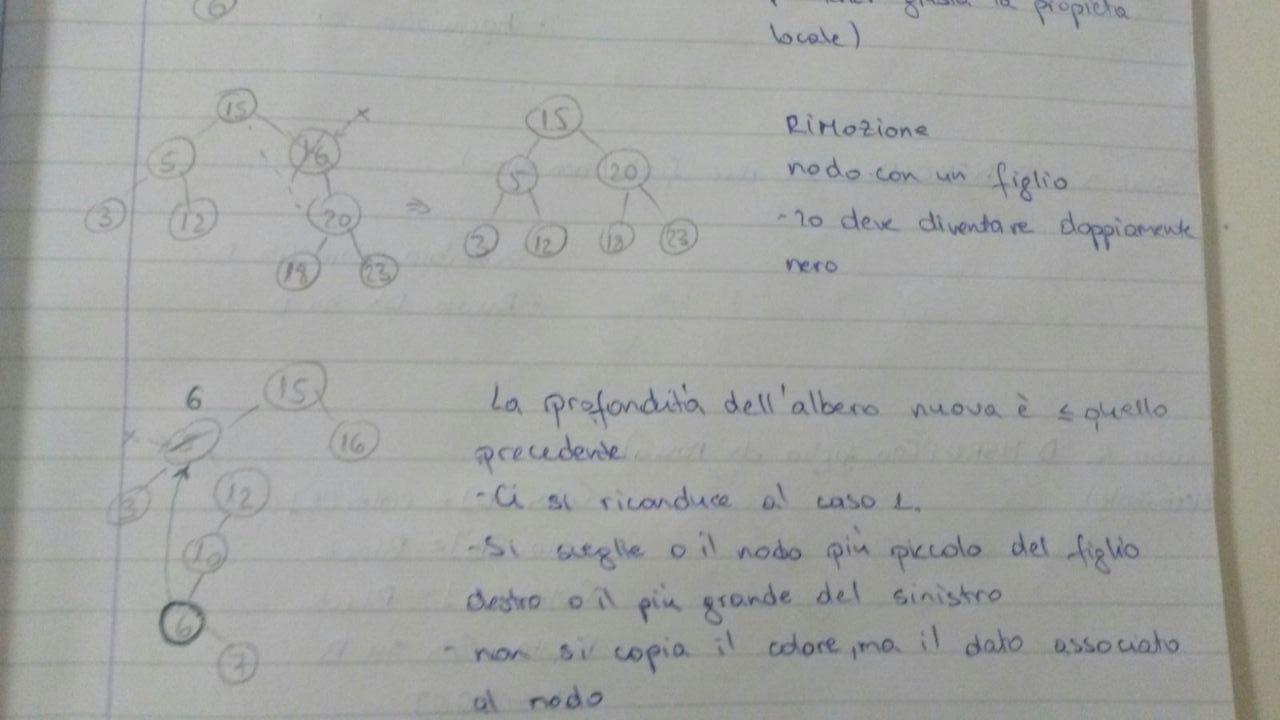 6
giusta la propietà
locale)
15
5
16
x
3
12
20
18
23
⇒
15
5
20
3
12
18
23
Rimozione
nodo con un figlio
-20 deve diventare doppiamente
nero
15
6
16
3
12
10
6
7
La profondità dell'albero nuova è ≤ quello
precedente
-Ci si riconduce al caso 1.
-Si sceglie o il nodo più piccolo del figlio
destro o il più grande del sinistro
- non si copia il colore, ma il dato associato
al nodo